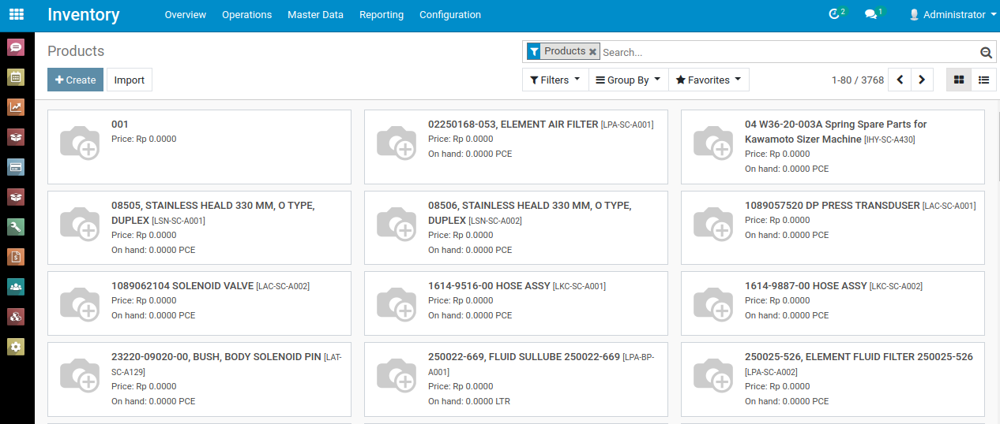 Inventory Overview Operations Master Data Reporting Configuration 2 1 Administrator
Products
Products Search...
Create Import
Filters Group By Favorites 1-80 / 3768
001
Price: Rp 0.0000
02250168-053, ELEMENT AIR FILTER [LPA-SC-A001]
Price: Rp 0.0000
On hand: 0.0000 PCE
04 W36-20-003A Spring Spare Parts for
Kawamoto Sizer Machine [IHY-SC-A430]
Price: Rp 0.0000
On hand: 0.0000 PCE
08505, STAINLESS HEALD 330 MM, O TYPE,
DUPLEX [LSN-SC-A001]
Price: Rp 0.0000
On hand: 0.0000 PCE
08506, STAINLESS HEALD 330 MM, O TYPE,
DUPLEX [LSN-SC-A002]
Price: Rp 0.0000
On hand: 0.0000 PCE
1089057520 DP PRESS TRANSDUSER [LAC-SC-A001]
Price: Rp 0.0000
On hand: 0.0000 PCE
1089062104 SOLENOID VALVE [LAC-SC-A002]
Price: Rp 0.0000
On hand: 0.0000 PCE
1614-9516-00 HOSE ASSY [LKC-SC-A001]
Price: Rp 0.0000
On hand: 0.0000 PCE
1614-9887-00 HOSE ASSY [LKC-SC-A002]
Price: Rp 0.0000
On hand: 0.0000 PCE
23220-09020-00, BUSH, BODY SOLENOID PIN [LAT-
SC-A129]
Price: Rp 0.0000
On hand: 0.0000 PCE
250022-669, FLUID SULLUBE 250022-669 [LPA-BP-
A001]
Price: Rp 0.0000
On hand: 0.0000 LTR
250025-526, ELEMENT FLUID FILTER 250025-526
[LPA-SC-A002]
Price: Rp 0.0000
On hand: 0.0000 PCE